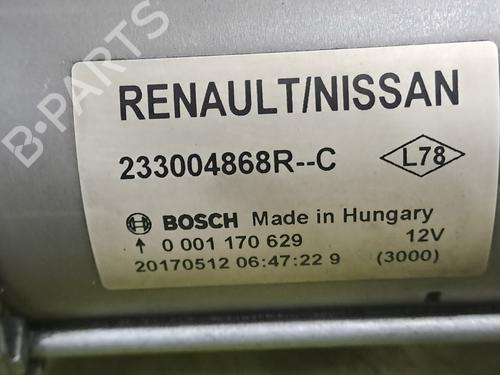 RENAULT/NISSAN
233004868R--C L78
BOSCH Made in Hungary
↑ 0 001 170 629 12V
20170512 06:47:22 9 (3000)
B-PARTS